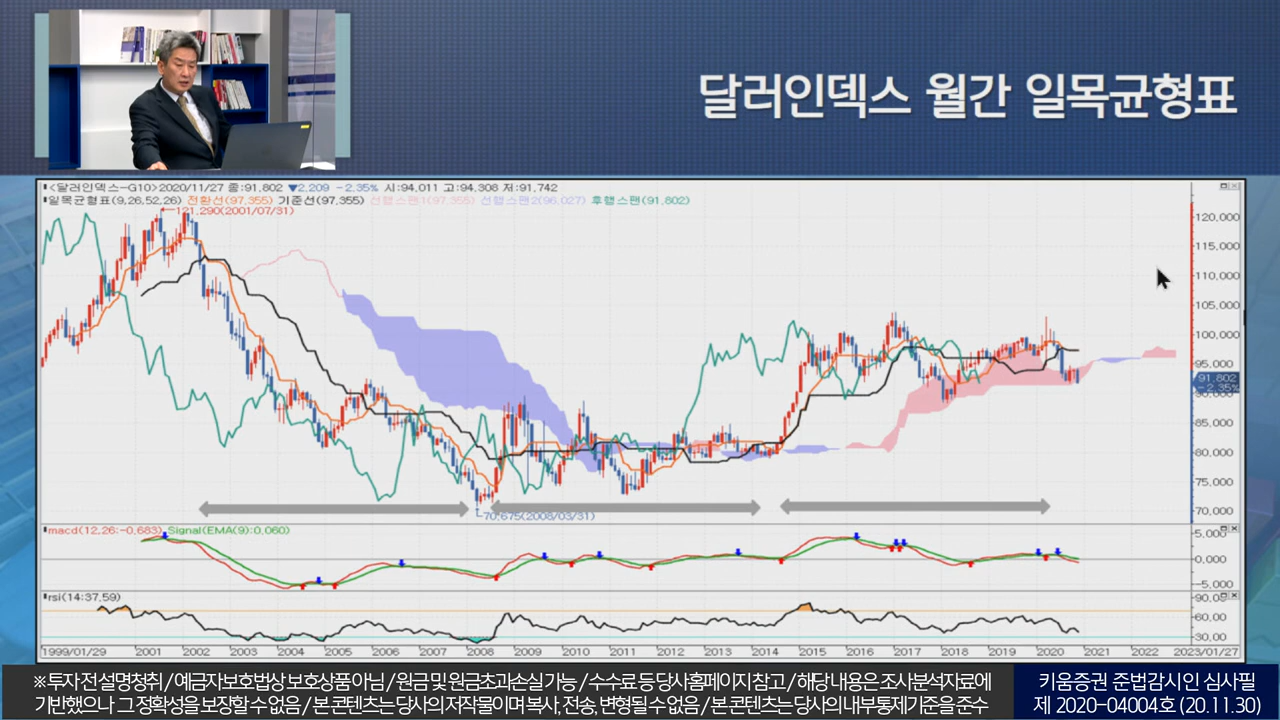 달러인덱스 월간 일목균형표
<달러인덱스-G10>2020/11/27 종:91,802 ▼2,209 -2,35% 시:94,011 고:94,308 저:91,742
일목균형표(9,26,52,26) 전환선(97,355) 기준선(97,355) 선행스팬1(97,355) 선행스팬2(96,027) 후행스팬(91,802)
121,290(2001/07/31)
120,000
115,000
110,000
105,000
100,000
95,000
91,802
-2,35%
90,000
85,000
80,000
75,000
70,000
70,675(2008/03/31)
macd(12,26:-0,683) Signal(EMA(9):0,060)
5,000
0,000
-5,000
rsi(14:37,59)
90,00
60,00
30,00
1999/01/29 2001 2002 2003 2004 2005 2006 2007 2008 2009 2010 2011 2012 2013 2014 2015 2016 2017 2018 2019 2020 2021 2022 2023/01/27
※ 투자 전 설명청취 / 예금자보호법상 보호상품 아님 / 원금 및 원금초과손실 가능 / 수수료 등 당사홈페이지 참고 / 해당 내용은 조사분석자료에
기반했으나 그 정확성을 보장할 수 없음 / 본 콘텐츠는 당사의 저작물이며 복사, 전송, 변형될 수 없음 / 본 콘텐츠는 당사의 내부통제기준을 준수
키움증권 준법감시인 심사필
제 2020-04004호 (20.11.30)